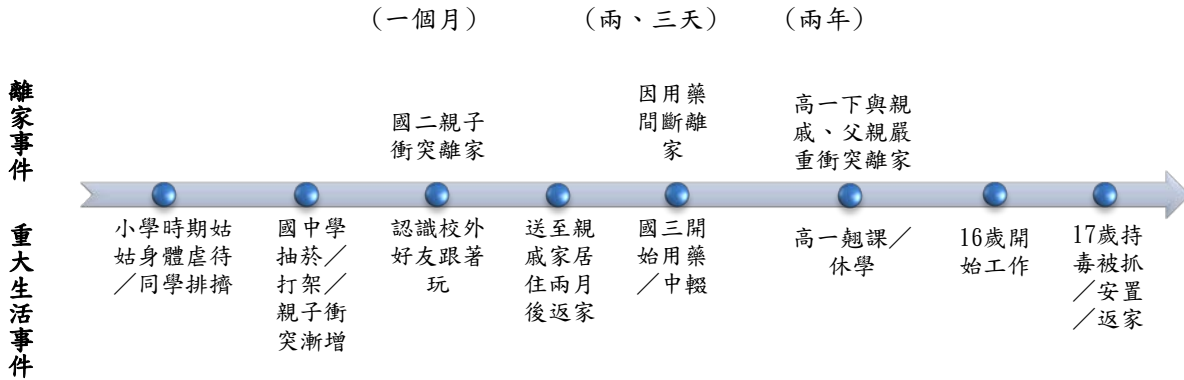 （一個月）
（兩、三天）
（兩年）
離家事件
國二親子
衝突離家
因用藥
間斷離
家
高一下與親
戚、父親嚴
重衝突離家
重大生活事件
小學時期姑
姑身體虐待
／同學排擠
國中學
抽菸／
打架／
親子衝
突漸增
認識校外
好友跟著
玩
送至親
戚家居
住兩月
後返家
國三開
始用藥
／中輟
高一翹課／
休學
16歲開
始工作
17歲持
毒被抓
／安置
／返家